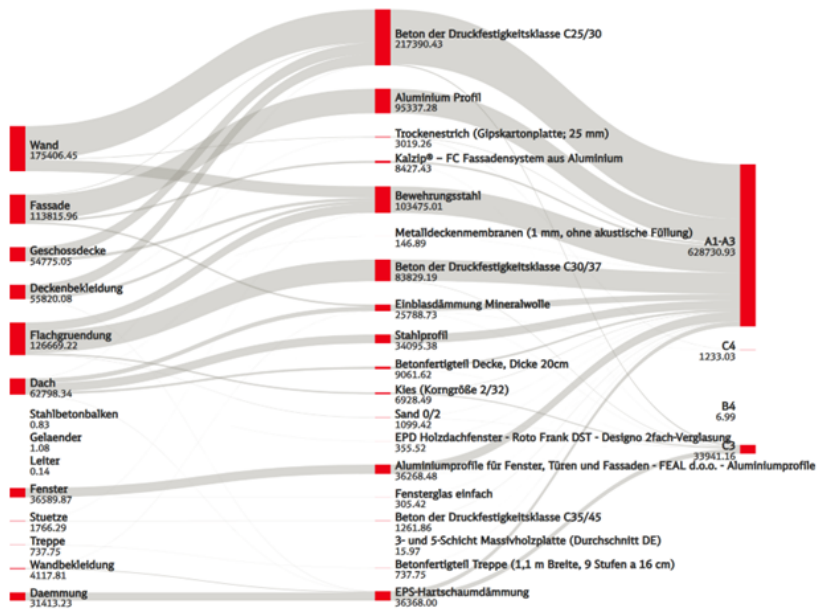 Wand
175406.45
Fassade
113815.96
Geschossdecke
54775.05
Deckenbekleidung
55820.08
Flachgruendung
126669.22
Dach
62798.34
Stahlbetonbalken
0.83
Gelaender
1.08
Leiter
0.14
Fenster
36589.87
Stuetze
1766.29
Treppe
737.75
Wandbekleidung
4117.81
Daemmung
31413.23
Beton der Druckfestigkeitsklasse C25/30
217390.43
Aluminium Profil
95337.28
Trockenestrich (Gipskartonplatte; 25 mm)
3019.26
Kalzip® – FC Fassadensystem aus Aluminium
8427.43
Bewehrungsstahl
103475.01
Metalldeckenmembranen (1 mm, ohne akustische Füllung)
146.89
Beton der Druckfestigkeitsklasse C30/37
83829.19
Einblasdämmung Mineralwolle
25788.73
Stahlprofil
34095.38
Betonfertigteil Decke, Dicke 20cm
9061.62
Kies (Korngröße 2/32)
6928.49
Sand 0/2
1099.42
EPD Holzdachfenster - Roto Frank DST - Designo 2fach-Verglasung
355.52
Aluminiumprofile für Fenster, Türen und Fassaden - FEAL d.o.o. - Aluminiumprofile
36268.48
Fensterglas einfach
305.42
Beton der Druckfestigkeitsklasse C35/45
1261.86
3- und 5-Schicht Massivholzplatte (Durchschnitt DE)
15.97
Betonfertigteil Treppe (1,1 m Breite, 9 Stufen a 16 cm)
737.75
EPS-Hartschaumdämmung
36368.00
A1-A3
628730.93
C4
1233.03
B4
6.99
C3
33941.16